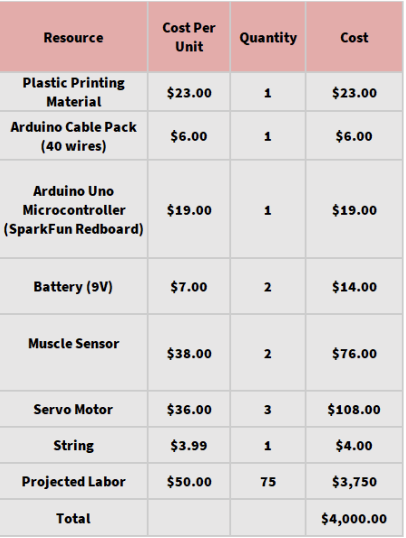 Resource Cost Per Unit Quantity Cost
Plastic Printing Material $23.00 1 $23.00
Arduino Cable Pack (40 wires) $6.00 1 $6.00
Arduino Uno Microcontroller (SparkFun Redboard) $19.00 1 $19.00
Battery (9V) $7.00 2 $14.00
Muscle Sensor $38.00 2 $76.00
Servo Motor $36.00 3 $108.00
String $3.99 1 $4.00
Projected Labor $50.00 75 $3,750
Total $4,000.00